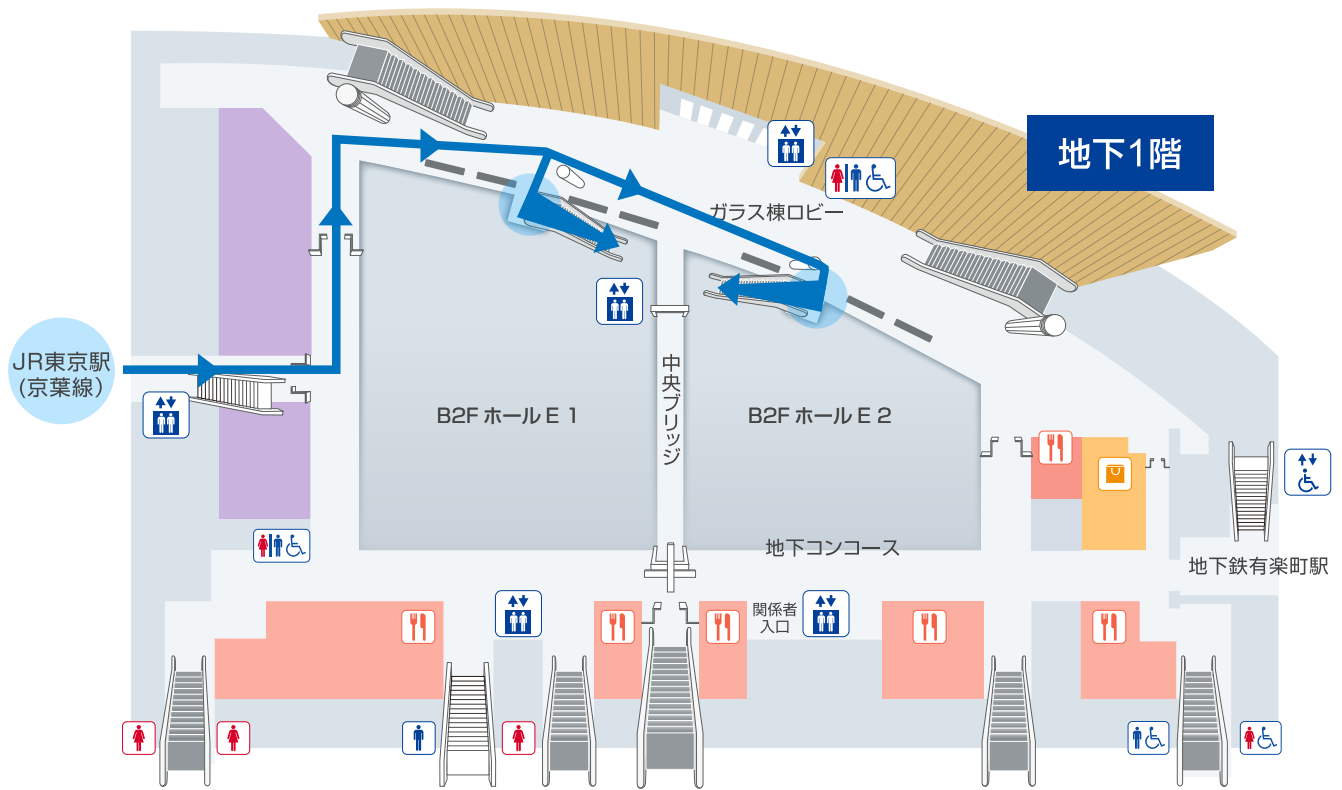 地下1階
ガラス棟ロビー
JR東京駅
(京葉線)
B2F ホールE 1
中央ブリッジ
B2F ホールE 2
地下コンコース
地下鉄有楽町駅
関係者
入口